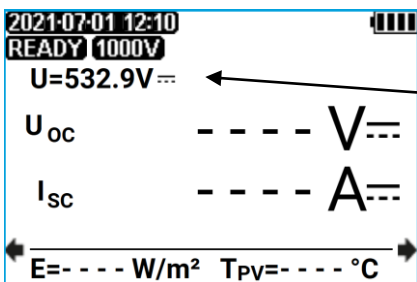 2021-07-01 12:10
READY 1000V
U=532.9V⎓
Uoc - - - - V⎓
Isc - - - - A⎓
E=- - - - W/m² TPV=- - - - °C